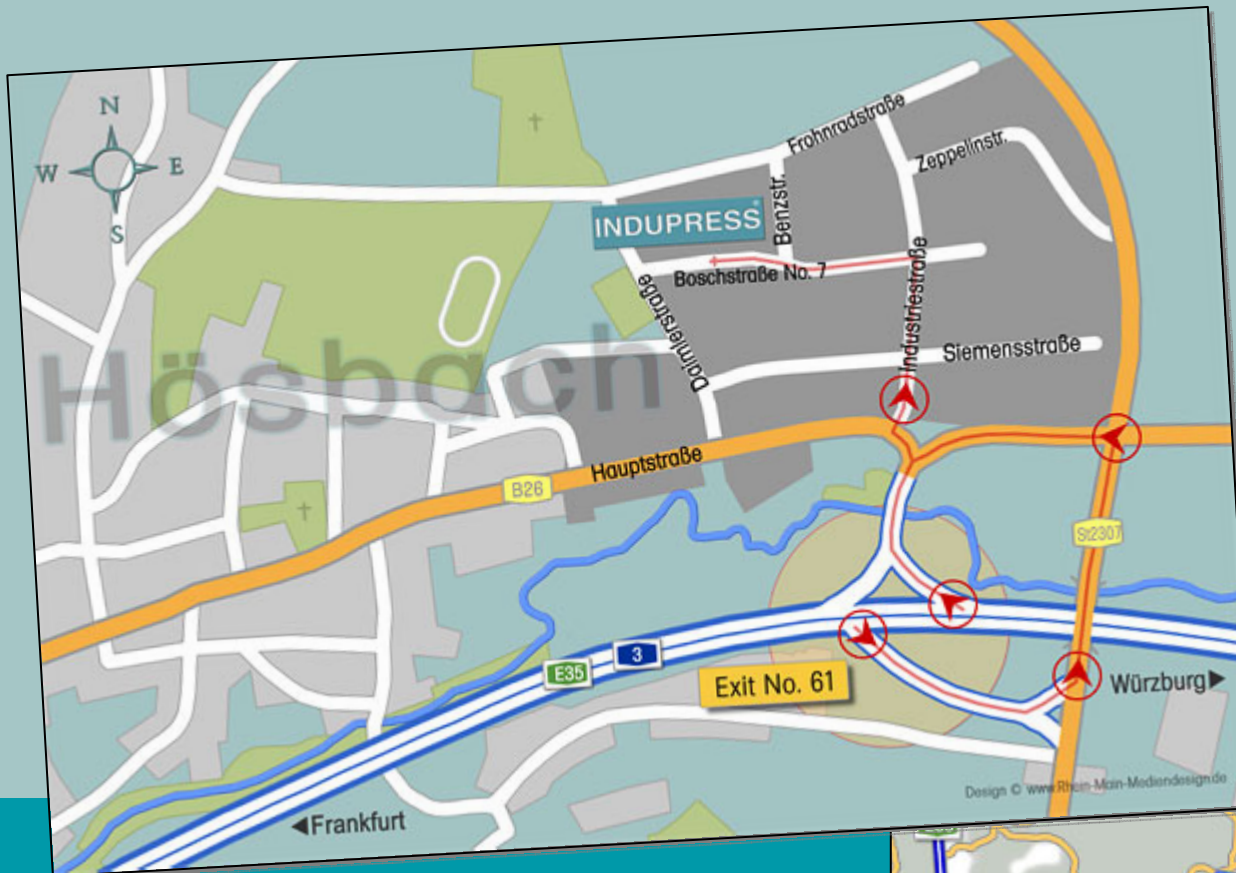 N
W E
S
Frohnradstraße
Zeppelinstr.
Benzstr.
INDUPRESS®
Boschstraße No. 7
Daimlerstraße
Industriestraße
Siemensstraße
Hösbach
Hauptstraße
B26
St2307
E35
3
Exit No. 61
Würzburg
Frankfurt
Design © www.Rhein-Main-Mediendesign.de